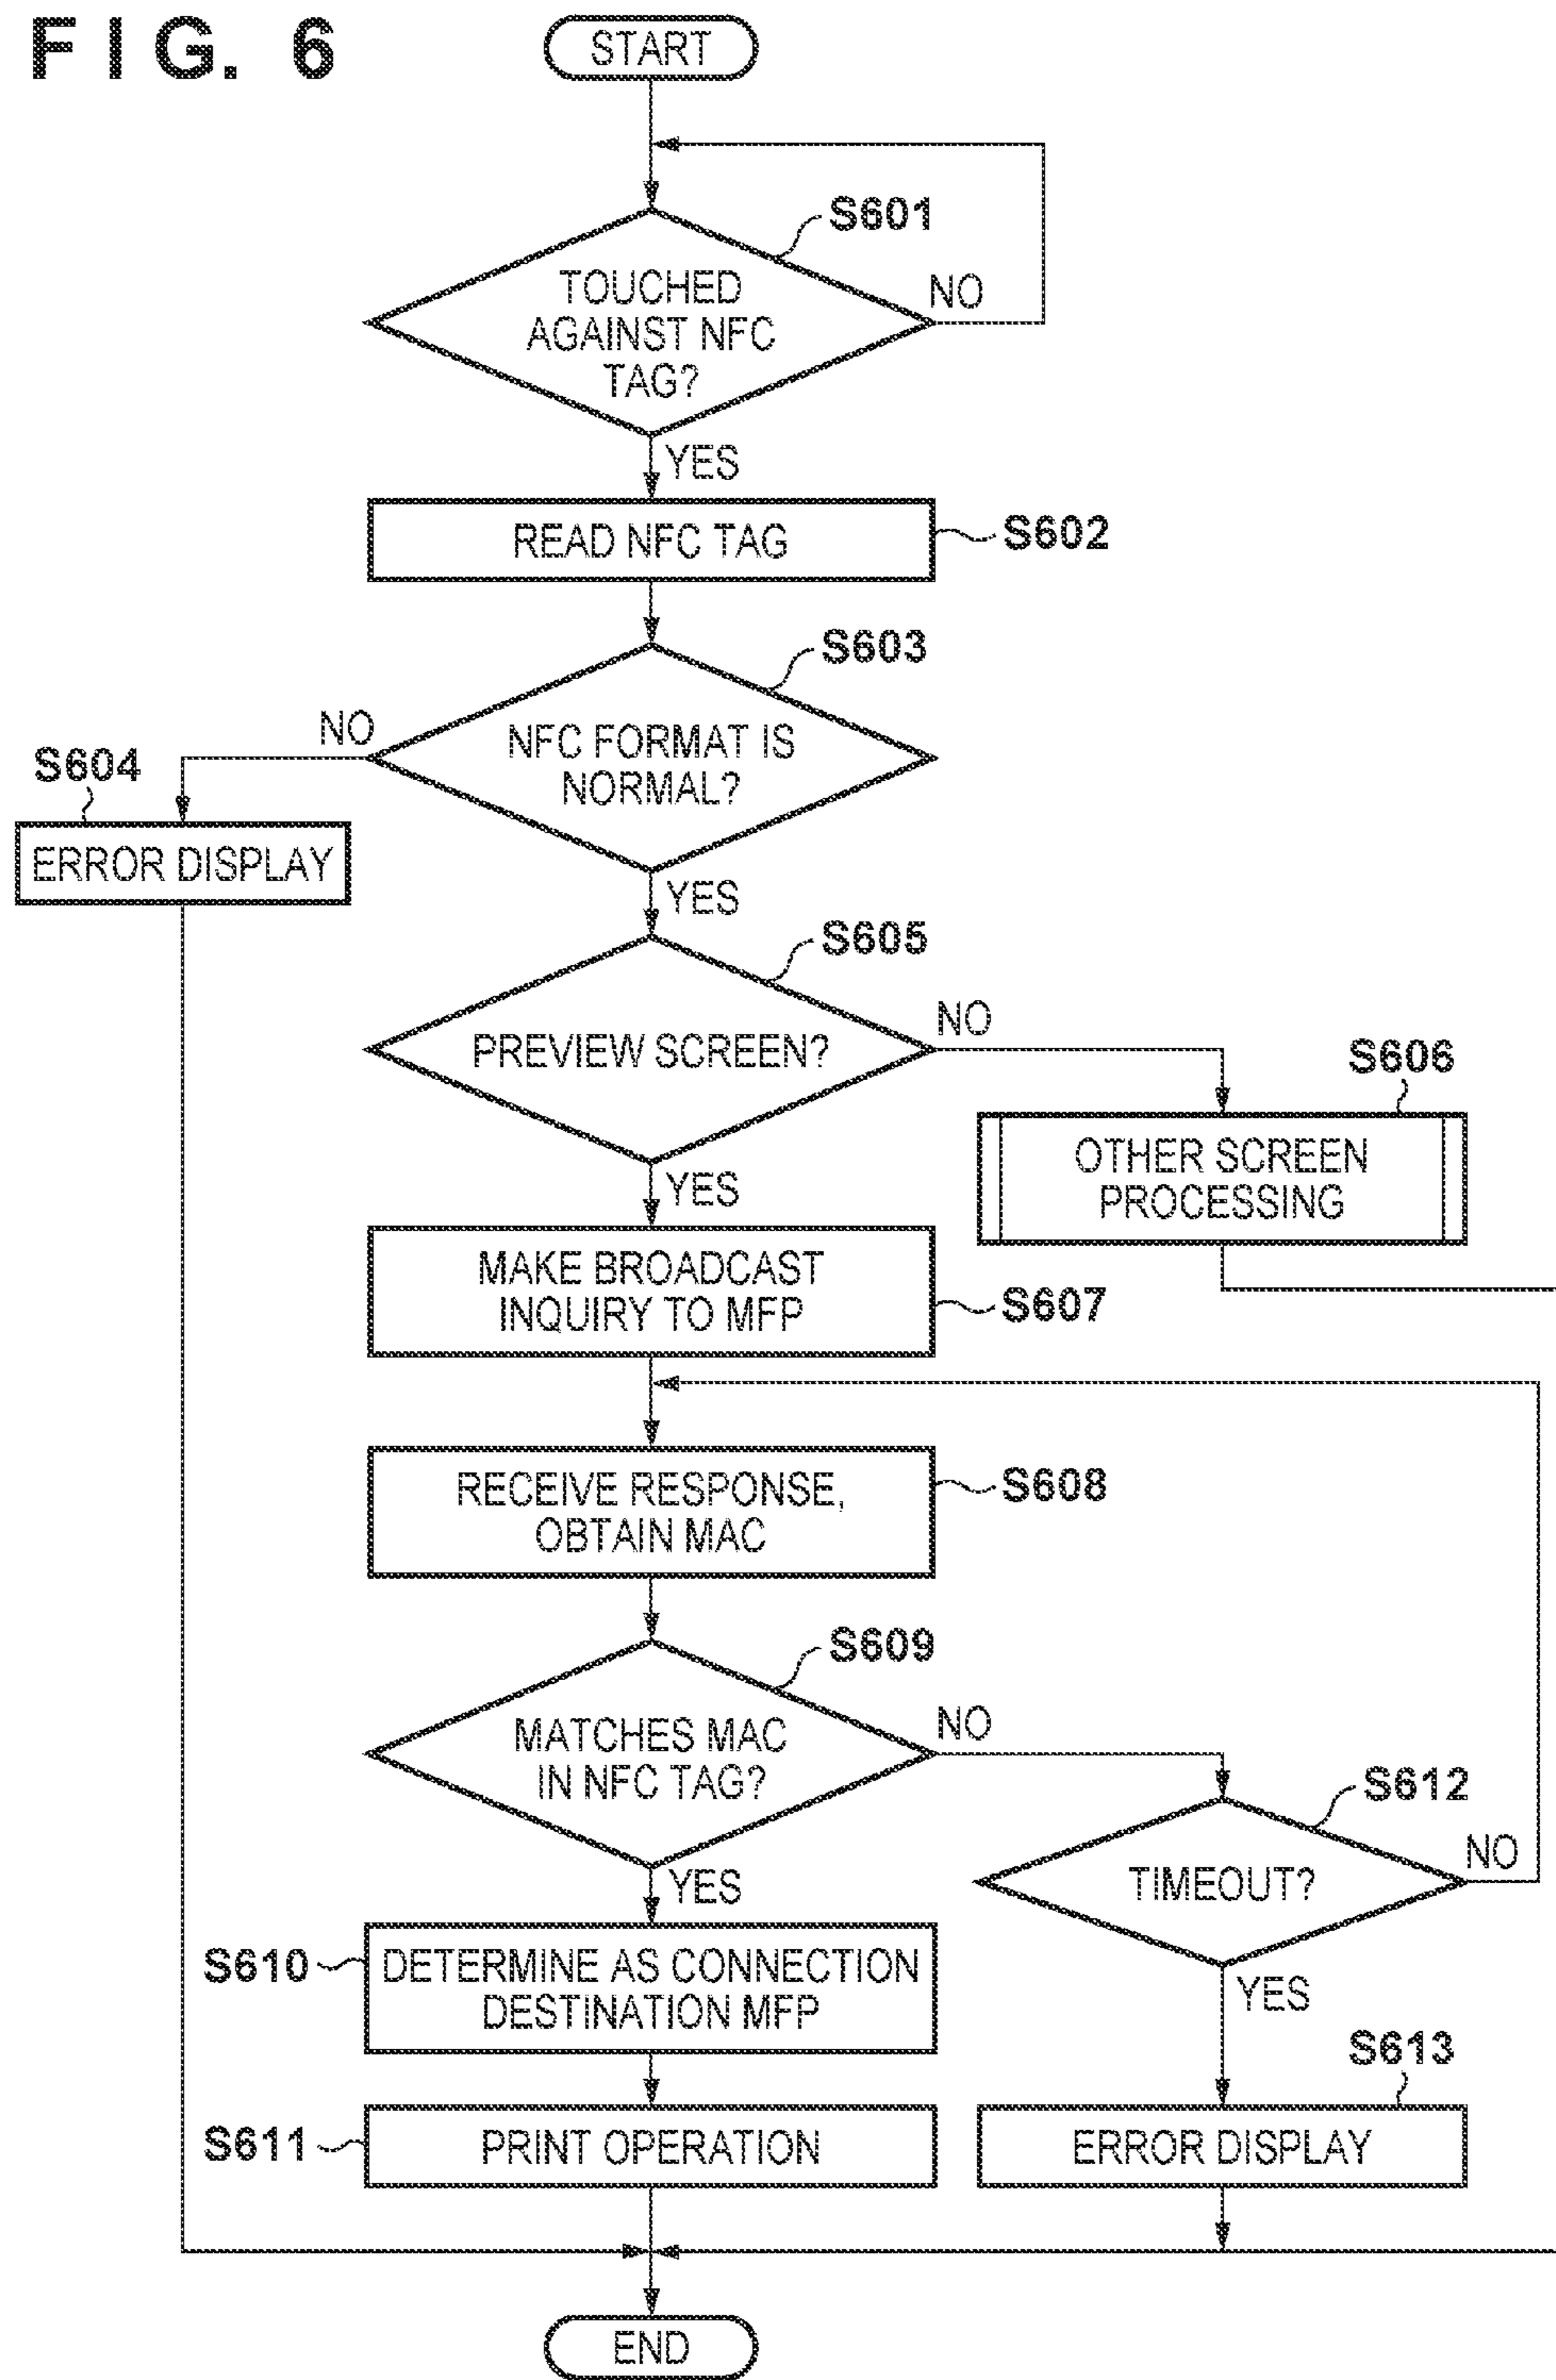 FIG. 6
START
S601
TOUCHED
AGAINST NFC
TAG?
NO
YES
READ NFC TAG
S602
S603
NFC FORMAT IS
NORMAL?
NO
S604
ERROR DISPLAY
YES
S605
PREVIEW SCREEN?
NO
S606
OTHER SCREEN
PROCESSING
YES
MAKE BROADCAST
INQUIRY TO MFP
S607
RECEIVE RESPONSE,
OBTAIN MAC
S608
S609
MATCHES MAC
IN NFC TAG?
NO
S612
TIMEOUT?
NO
YES
S610
DETERMINE AS CONNECTION
DESTINATION MFP
YES
S613
S611
PRINT OPERATION
ERROR DISPLAY
END